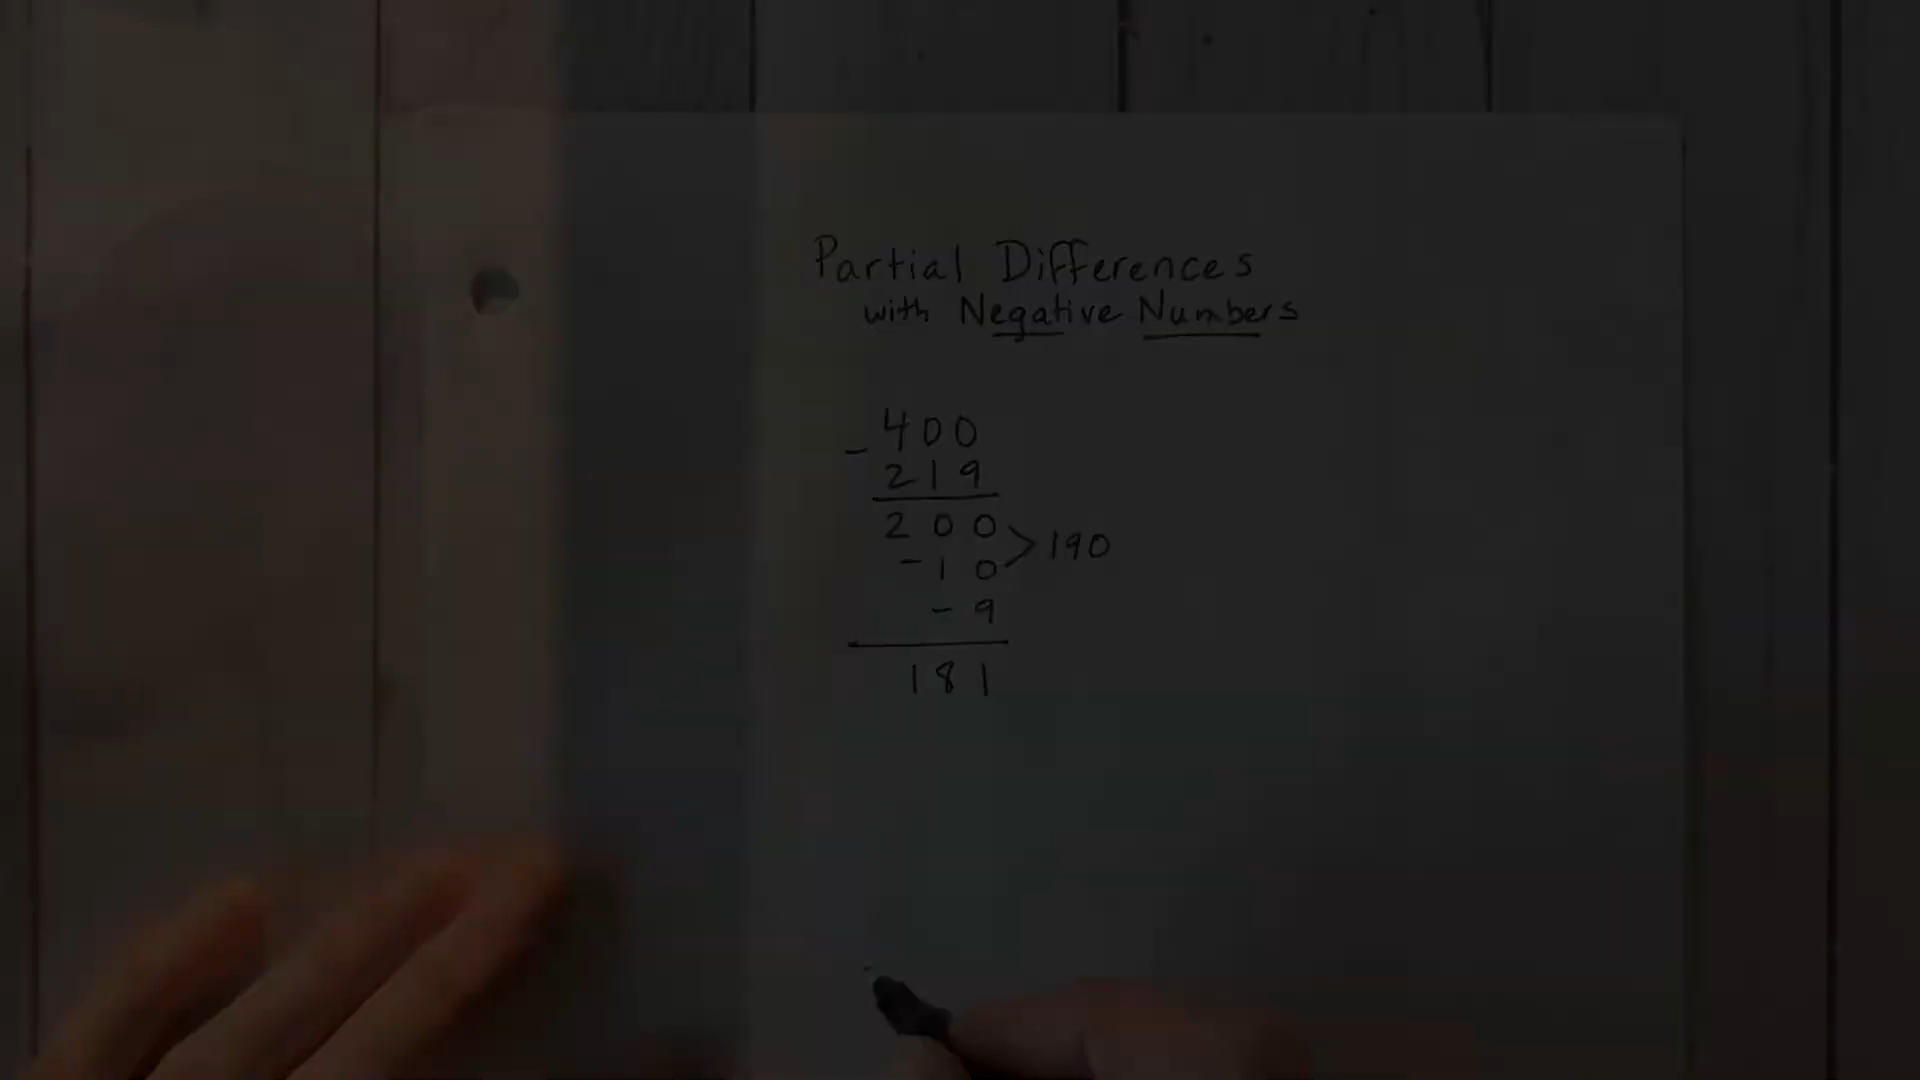 Partial Differences
with Negative Numbers
400
- 219
200
-10 > 190
- 9
181